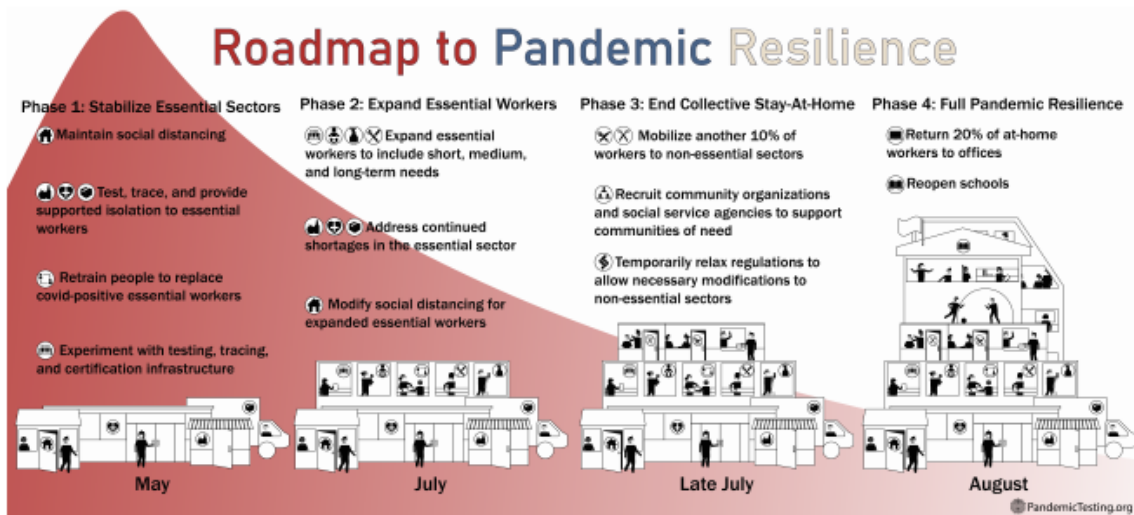 Roadmap to Pandemic Resilience
Phase 1: Stabilize Essential Sectors
Maintain social distancing
Test, trace, and provide
supported isolation to essential
workers
Retrain people to replace
covid-positive essential workers
Experiment with testing, tracing,
and certification infrastructure
May
Phase 2: Expand Essential Workers
Expand essential
workers to include short, medium,
and long-term needs
Address continued
shortages in the essential sector
Modify social distancing for
expanded essential workers
July
Phase 3: End Collective Stay-At-Home
Mobilize another 10% of
workers to non-essential sectors
Recruit community organizations
and social service agencies to support
communities of need
Temporarily relax regulations to
allow necessary modifications to
non-essential sectors
Late July
Phase 4: Full Pandemic Resilience
Return 20% of at-home
workers to offices
Reopen schools
August
PandemicTesting.org